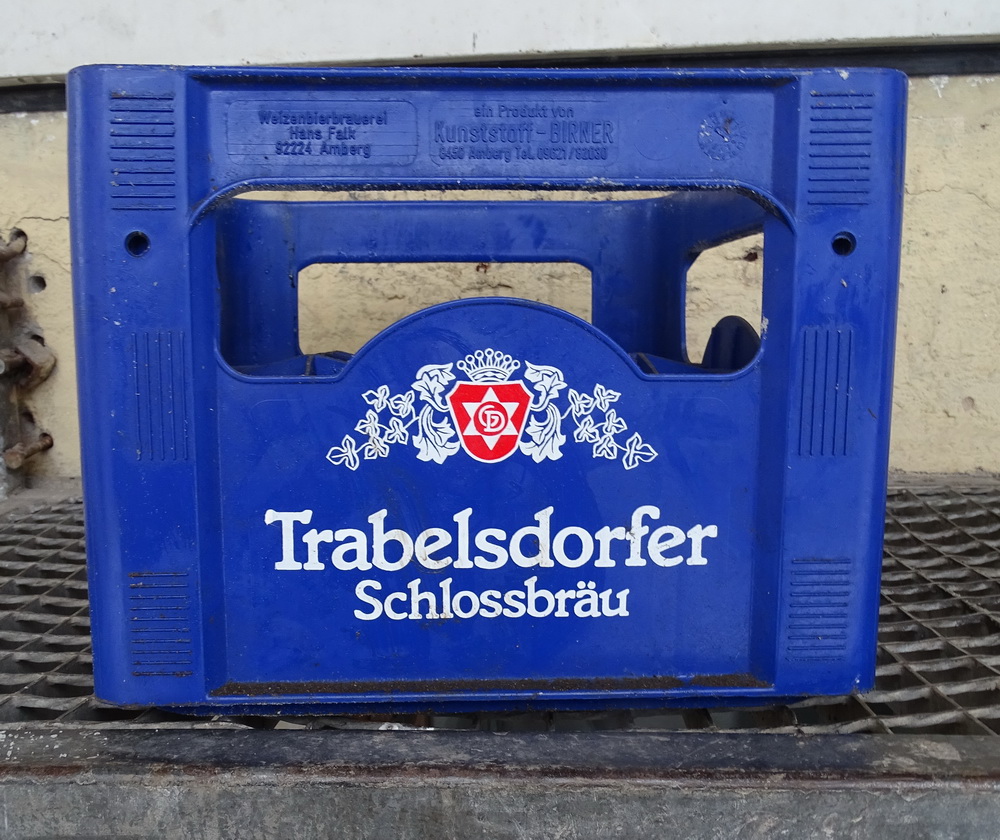 Weizenbierbrauerei
Hans Falk
92224 Amberg
ein Produkt von
Kunststoff-BIRNER
8450 Amberg Tel. 09621/82030
Trabelsdorfer
Schlossbräu